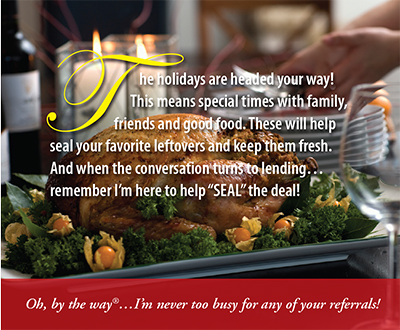 The holidays are headed your way!
This means special times with family,
friends and good food. These will help
seal your favorite leftovers and keep them fresh.
And when the conversation turns to lending…
remember I’m here to help “SEAL” the deal!
Oh, by the way®…I’m never too busy for any of your referrals!